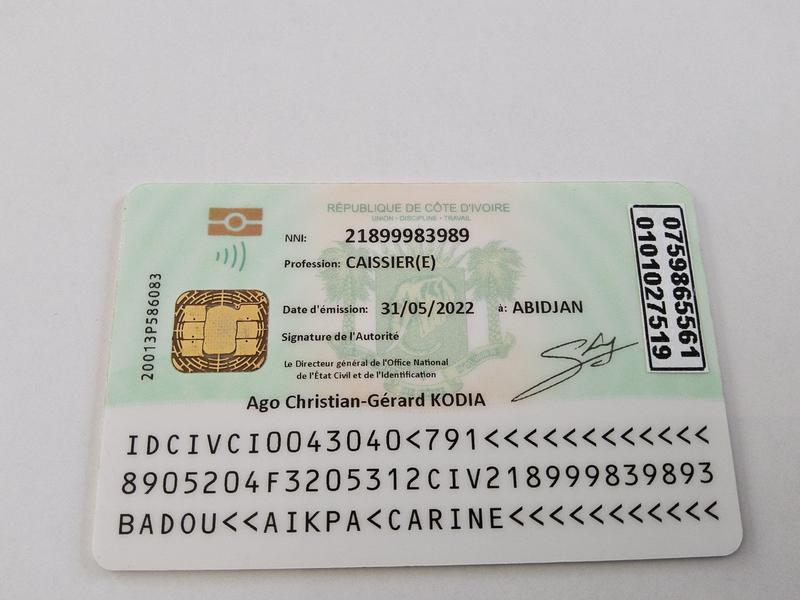 RÉPUBLIQUE DE CÔTE D'IVOIRE
UNION - DISCIPLINE - TRAVAIL
NNI: 21899983989
Profession: CAISSIER(E)
Date d'émission: 31/05/2022 à: ABIDJAN
Signature de l'Autorité
Le Directeur général de l'Office National
de l'État Civil et de l'Identification
Ago Christian-Gérard KODIA
20013P586083
0759865561
0101027519
IDCIVCI0043040<791<<<<<<<<<<<<
8905204F3205312CIV218999839893
BADOU<<AIKPA<CARINE<<<<<<<<<<<